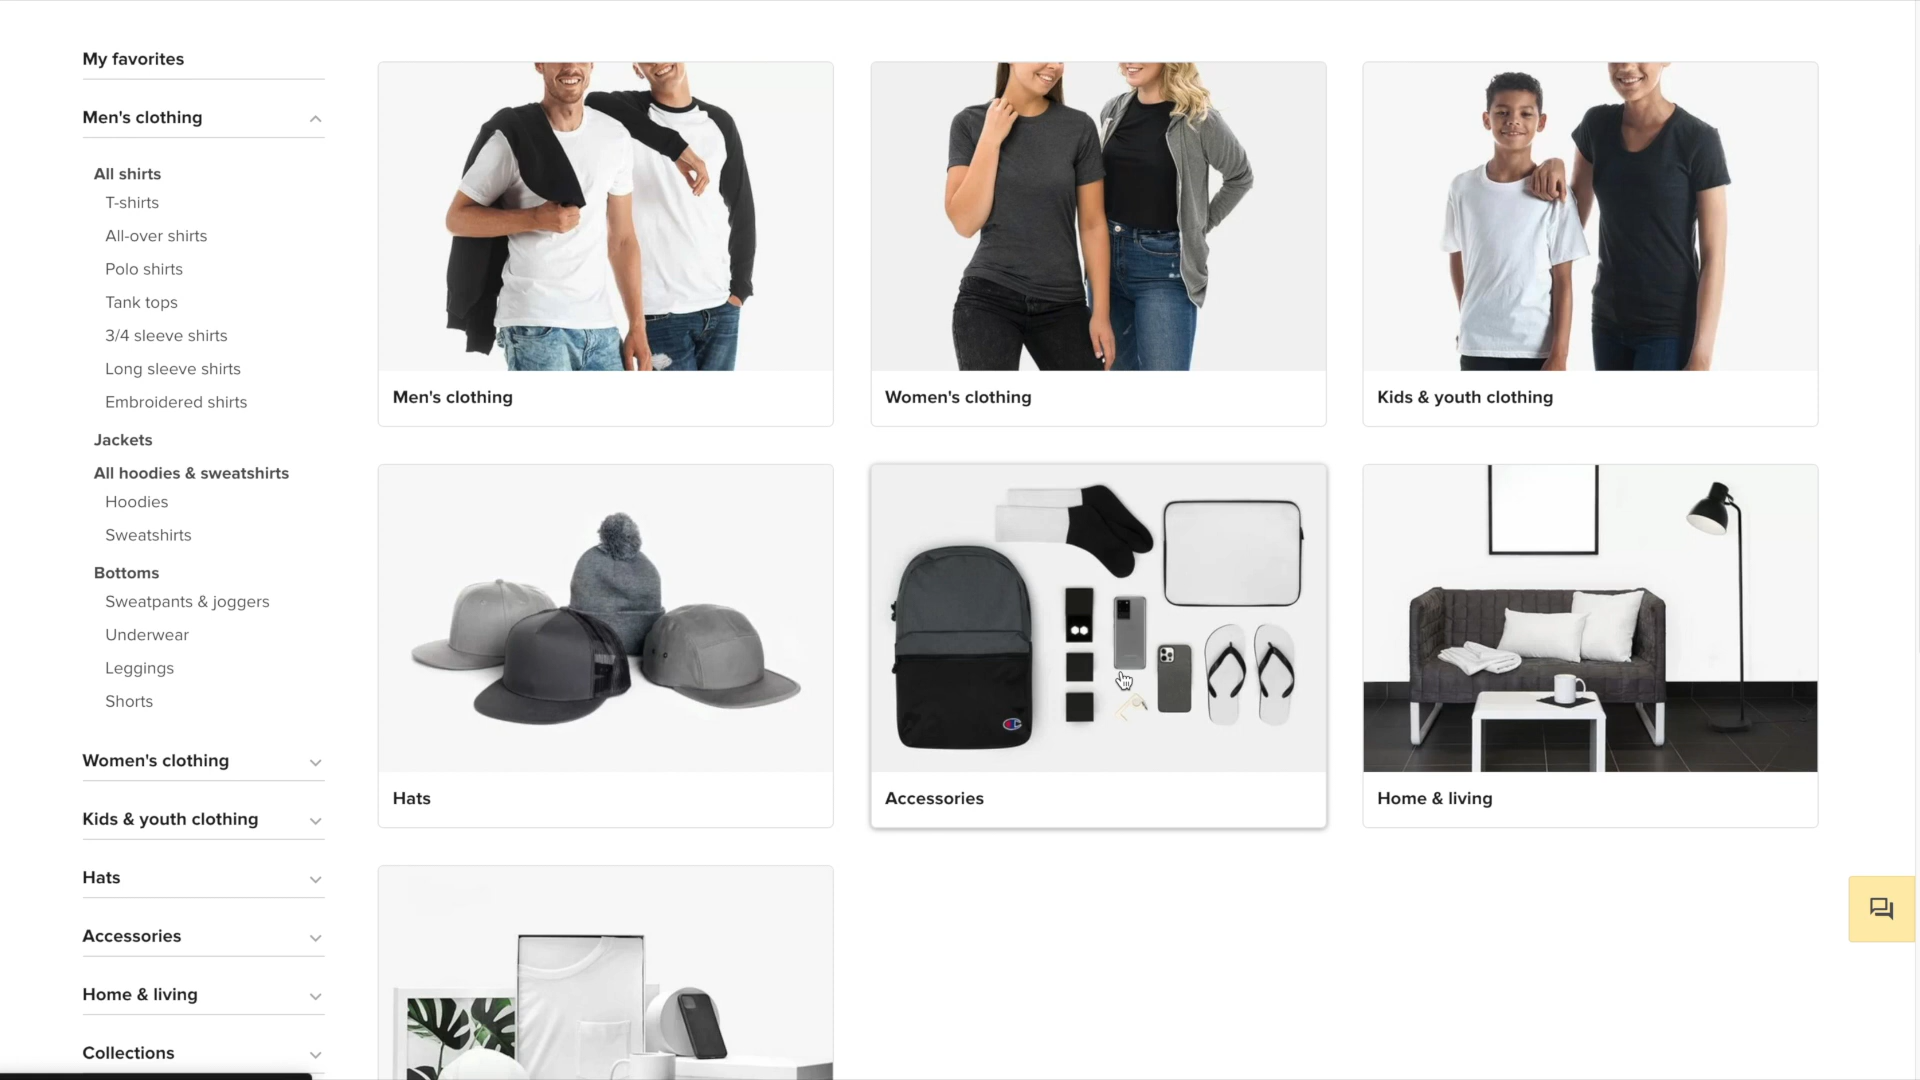 My favorites
Men's clothing
All shirts
T-shirts
All-over shirts
Polo shirts
Tank tops
3/4 sleeve shirts
Long sleeve shirts
Embroidered shirts
Jackets
All hoodies & sweatshirts
Hoodies
Sweatshirts
Bottoms
Sweatpants & joggers
Underwear
Leggings
Shorts
Women's clothing
Kids & youth clothing
Hats
Accessories
Home & living
Collections
Men's clothing
Women's clothing
Kids & youth clothing
Hats
Accessories
Home & living